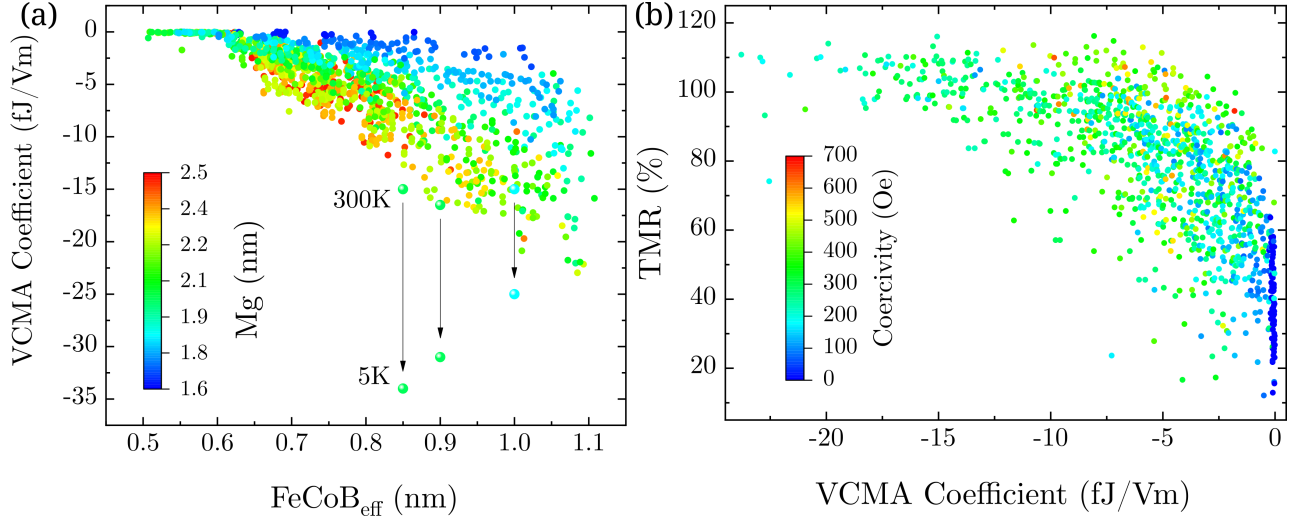 (a)
VCMA Coefficient (fJ/Vm)
0
-5
-10
-15
-20
-25
-30
-35
0.5 0.6 0.7 0.8 0.9 1.0 1.1
FeCoB_eff (nm)
2.5
2.4
2.2
2.1
1.9
1.8
1.6
Mg (nm)
300K
5K
(b)
TMR (%)
120
100
80
60
40
20
-20 -15 -10 -5 0
VCMA Coefficient (fJ/Vm)
700
600
500
400
300
200
100
0
Coercivity (Oe)